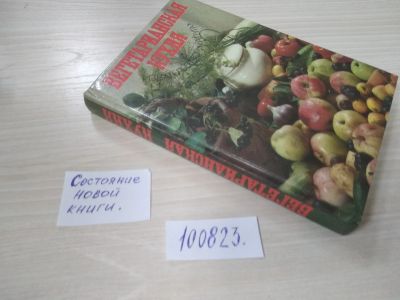 ВЕГЕТАРИАНСКАЯ
КУХНЯ
ВЕГЕТАРИАНСКАЯ КУХНЯ
Состояние
новой
книги.
100823.